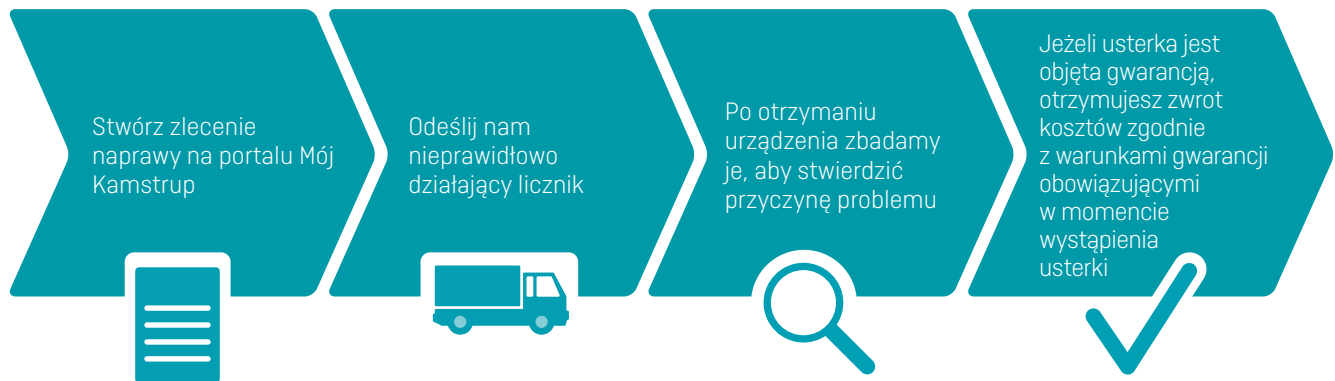 Stwórz zlecenie
naprawy na portalu Mój
Kamstrup
Odeślij nam
nieprawidłowo
działający licznik
Po otrzymaniu
urządzenia zbadamy
je, aby stwierdzić
przyczynę problemu
Jeżeli usterka jest
objęta gwarancją,
otrzymujesz zwrot
kosztów zgodnie
z warunkami gwarancji
obowiązującymi
w momencie
wystąpienia
usterki